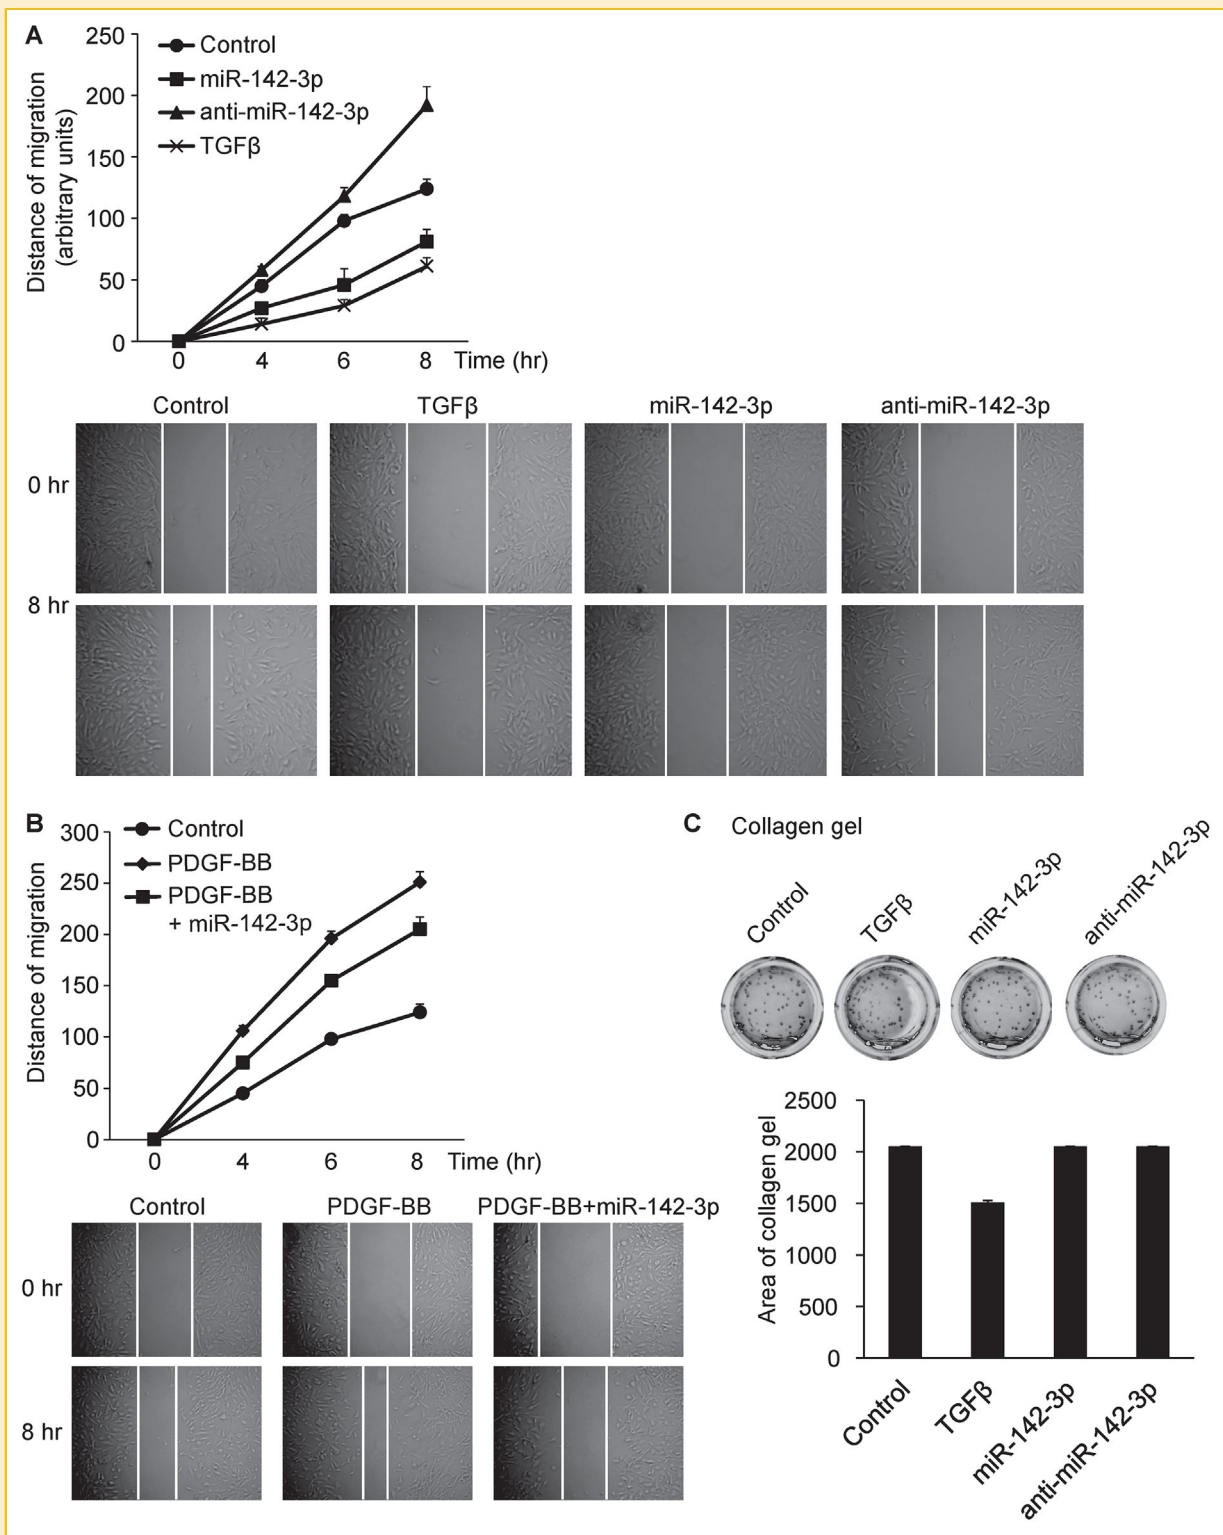 A
250
200
150
100
50
0
Distance of migration
(arbitrary units)
Control
miR-142-3p
anti-miR-142-3p
TGFβ
0 4 6 8 Time (hr)
Control TGFβ miR-142-3p anti-miR-142-3p
0 hr
8 hr
B
300
250
200
150
100
50
0
Distance of migration
Control
PDGF-BB
PDGF-BB
+ miR-142-3p
0 4 6 8 Time (hr)
Control PDGF-BB PDGF-BB+miR-142-3p
0 hr
8 hr
C Collagen gel
Control TGFβ miR-142-3p anti-miR-142-3p
2500
2000
1500
1000
500
0
Area of collagen gel
Control TGFβ miR-142-3p anti-miR-142-3p